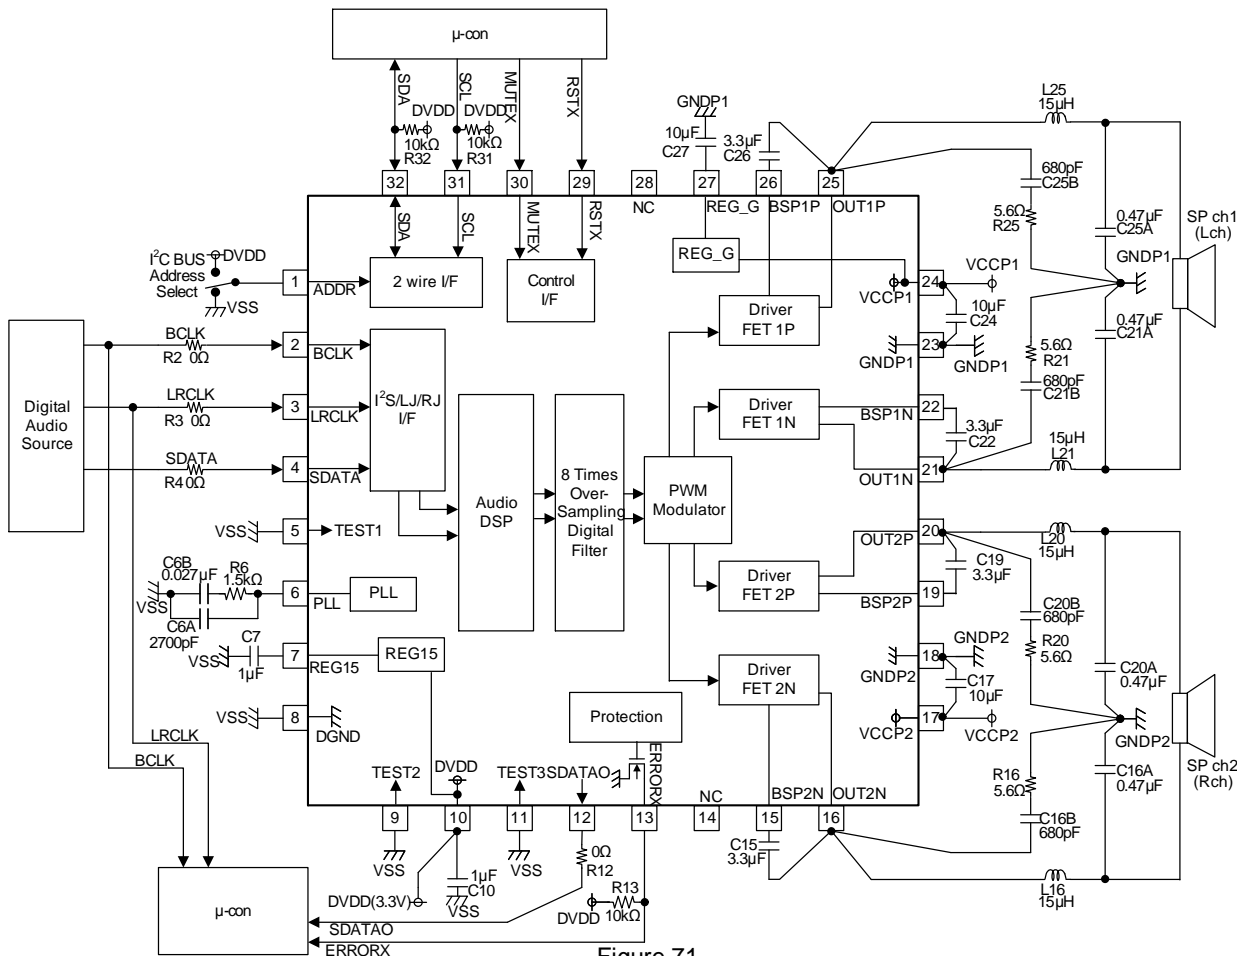 μ-con
SDA
SCL
MUTEX
RSTX
DVDD
10kΩ
R32
DVDD
10kΩ
R31
GNDP1
10μF
C27
3.3μF
C26
L25
15μH
32
31
30
29
28
27
26
25
680pF
C25B
5.6Ω
R25
0.47μF
C25A
SP ch1
(Lch)
GNDP1
SDA
SCL
MUTEX
RSTX
NC
REG_G
BSP1P
OUT1P
I²C BUS
Address
Select
DVDD
VSS
1
ADDR
2 wire I/F
Control
I/F
REG_G
VCCP1
24
VCCP1
10μF
C24
Driver
FET 1P
GNDP1
23
GNDP1
0.47μF
C21A
5.6Ω
R21
680pF
C21B
Digital
Audio
Source
BCLK
R2 0Ω
2
BCLK
LRCLK
R3 0Ω
3
LRCLK
SDATA
R4 0Ω
4
SDATA
I²S/LJ/RJ
I/F
Driver
FET 1N
BSP1N
22
3.3μF
C22
OUT1N
21
15μH
L21
Audio
DSP
8 Times
Over-
Sampling
Digital
Filter
PWM
Modulator
VSS
5
TEST1
OUT2P
20
L20
15μH
C19
3.3μF
C6B
0.027μF
R6
1.5kΩ
VSS
6
PLL
PLL
C6A
2700pF
Driver
FET 2P
BSP2P
19
C20B
680pF
R20
5.6Ω
C20A
0.47μF
C7
VSS
1μF
7
REG15
REG15
Driver
FET 2N
GNDP2
18
GNDP2
C17
10μF
VSS
8
DGND
Protection
VCCP2
17
VCCP2
GNDP2
SP ch2
(Rch)
LRCLK
BCLK
TEST2
DVDD
TEST3
SDATAO
ERRORX
NC
BSP2N
OUT2N
R16
5.6Ω
C16A
0.47μF
C16B
680pF
9
10
11
12
13
14
15
16
VSS
VSS
C15
3.3μF
0Ω
R12
1μF
C10
VSS
DVDD(3.3V)
R13
10kΩ
DVDD
L16
15μH
μ-con
SDATAO
ERRORX
Figure 71